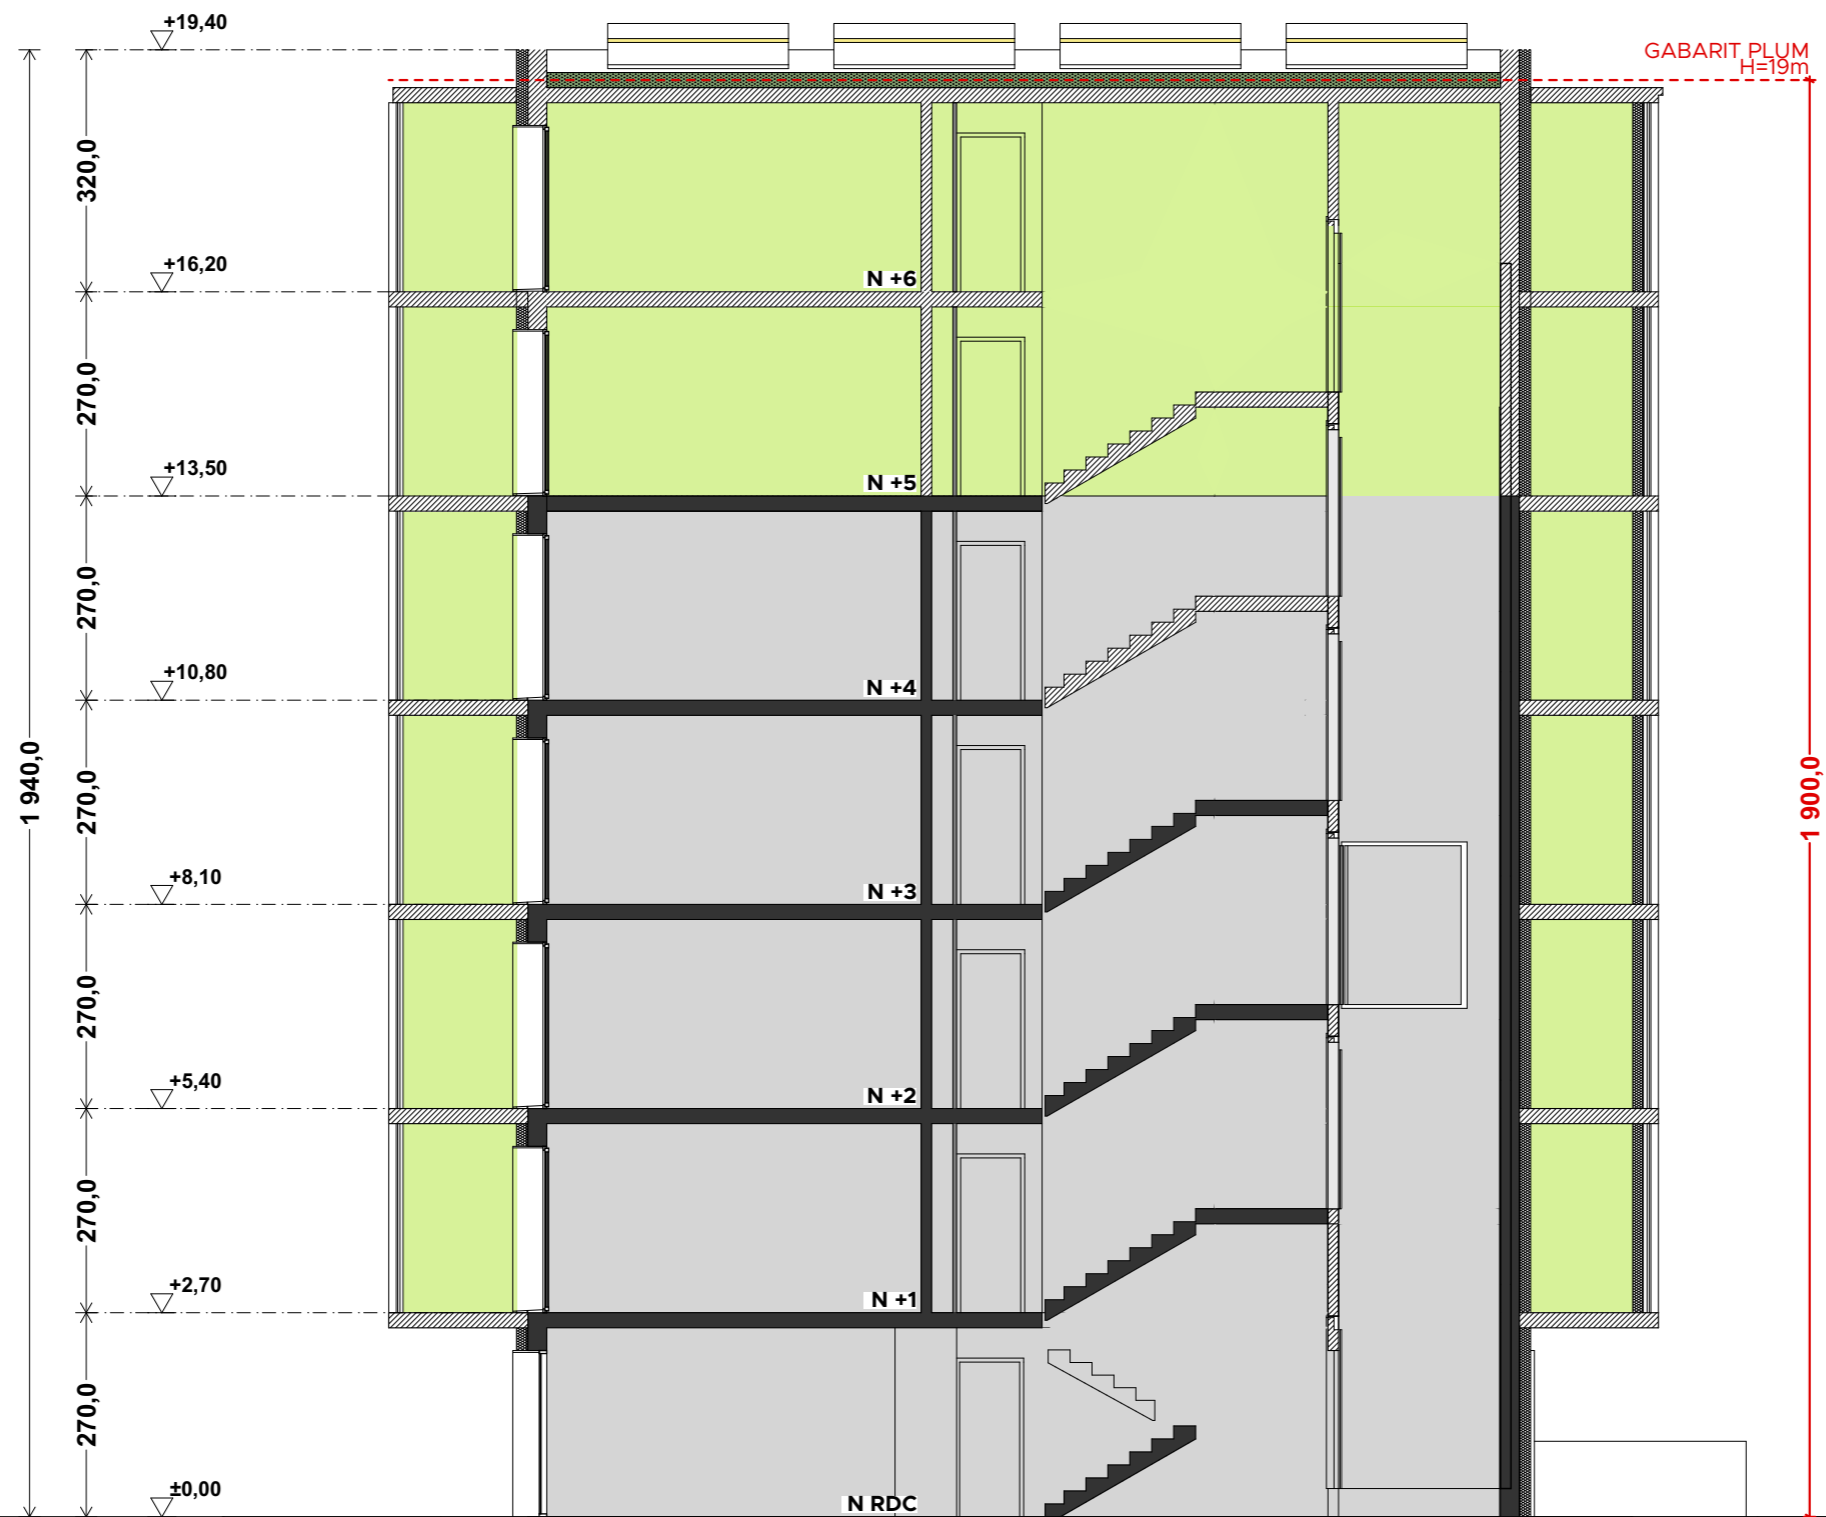 +19,40
GABARIT PLUM
H=19m
320,0
+16,20
N +6
270,0
+13,50
N +5
270,0
+10,80
N +4
1 940,0
270,0
1 900,0
+8,10
N +3
270,0
+5,40
N +2
270,0
+2,70
N +1
270,0
±0,00
N RDC